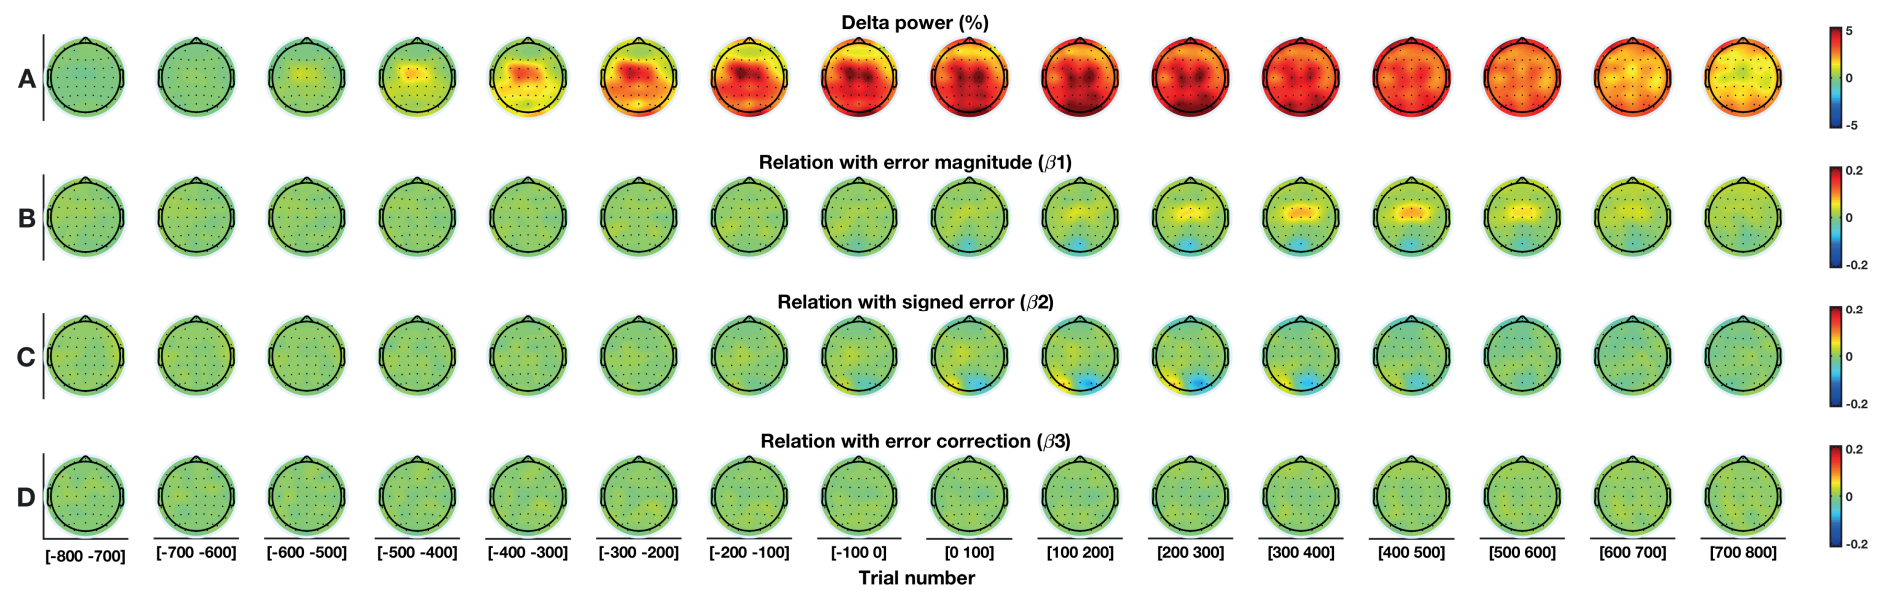 Delta power (%)
A
5
0
-5
Relation with error magnitude (β1)
B
0.2
0
-0.2
Relation with signed error (β2)
C
0.2
0
-0.2
Relation with error correction (β3)
D
0.2
0
-0.2
[-800 -700] [-700 -600] [-600 -500] [-500 -400] [-400 -300] [-300 -200] [-200 -100] [-100 0] [0 100] [100 200] [200 300] [300 400] [400 500] [500 600] [600 700] [700 800]
Trial number